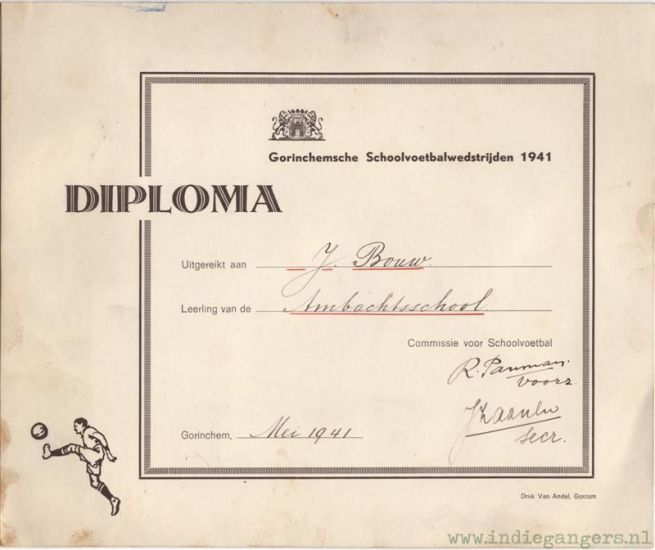 Gorinchemsche Schoolvoetbalwedstrijden 1941
DIPLOMA
Uitgereikt aan J. Bouw.
Leerling van de Ambachtsschool
Commissie voor Schoolvoetbal
R.
voorz.
secr.
Gorinchem, Mei 1941
Druk Van Andel, Gorcum
www.indiegangers.nl